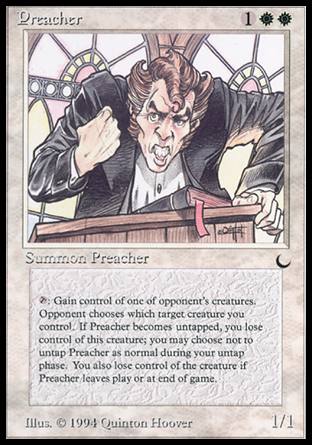 Preacher 1
Summon Preacher
: Gain control of one of opponent's creatures.
Opponent chooses which target creature you
control. If Preacher becomes untapped, you lose
control of this creature; you may choose not to
untap Preacher as normal during your untap
phase. You also lose control of the creature if
Preacher leaves play or at end of game.
Illus. © 1994 Quinton Hoover
1/1